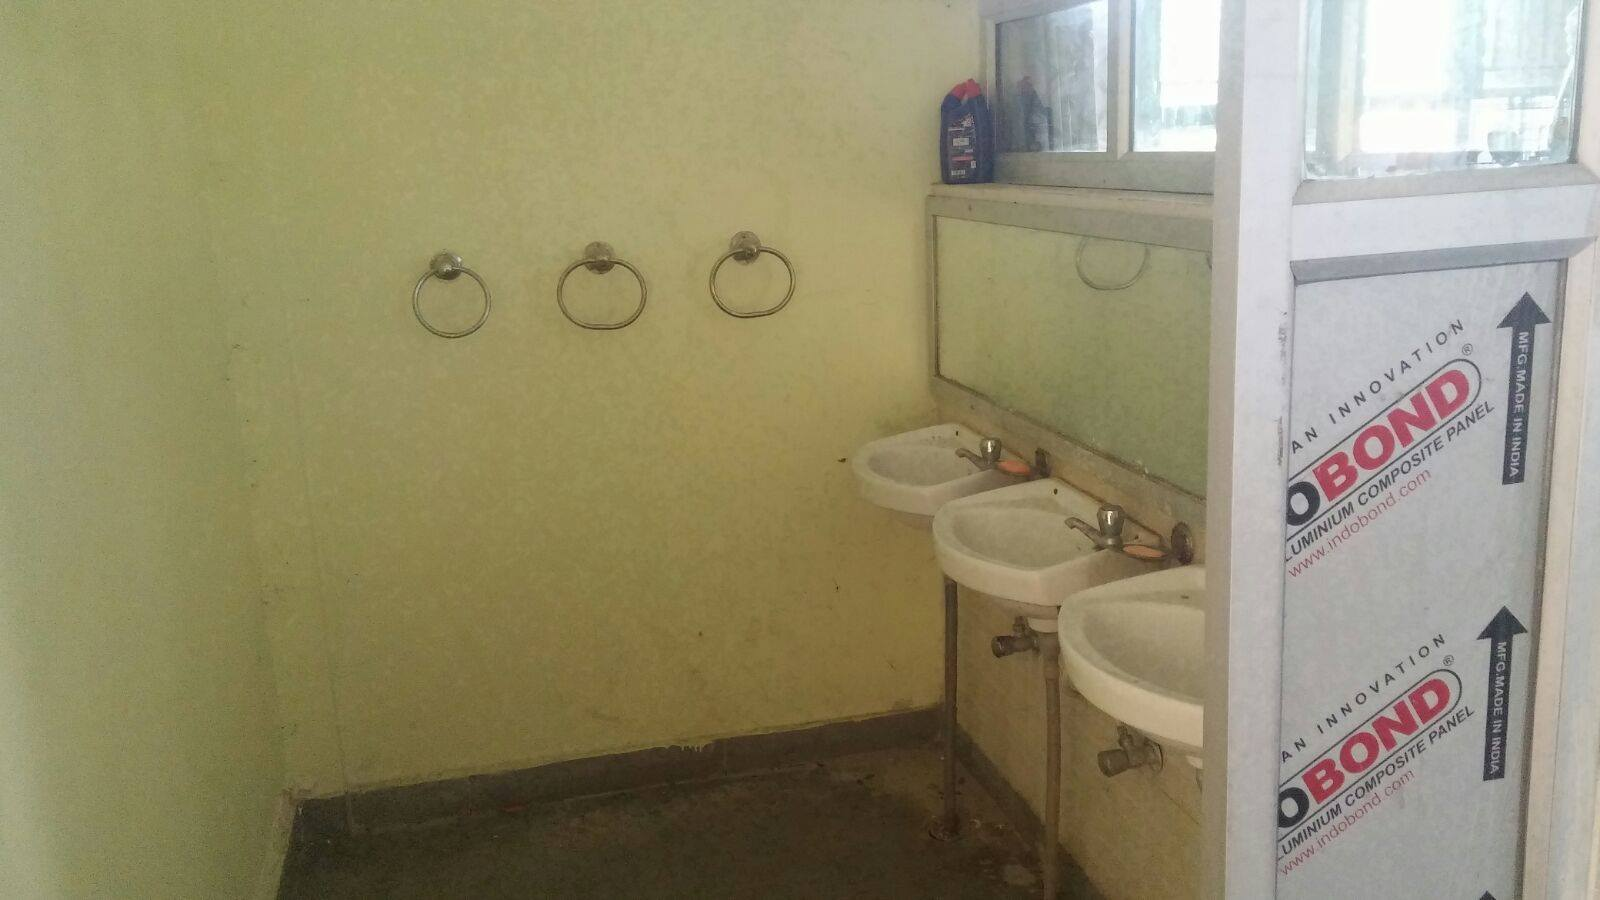 AN INNOVATION
OBOND®
LUMINIUM COMPOSITE PANEL
www.indobond.com
MFG.MADE IN INDIA
AN INNOVATION
OBOND®
LUMINIUM COMPOSITE PANEL
www.indobond.com
MFG.MADE IN INDIA